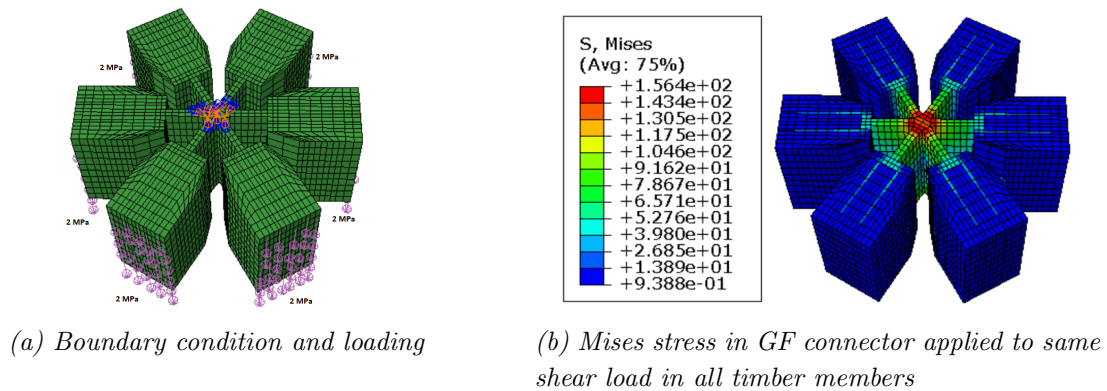 2 MPa
2 MPa
2 MPa
2 MPa
2 MPa
2 MPa
(a) Boundary condition and loading
S, Mises
(Avg: 75%)
+1.564e+02
+1.434e+02
+1.305e+02
+1.175e+02
+1.046e+02
+9.162e+01
+7.867e+01
+6.571e+01
+5.276e+01
+3.980e+01
+2.685e+01
+1.389e+01
+9.388e-01
(b) Mises stress in GF connector applied to same
shear load in all timber members